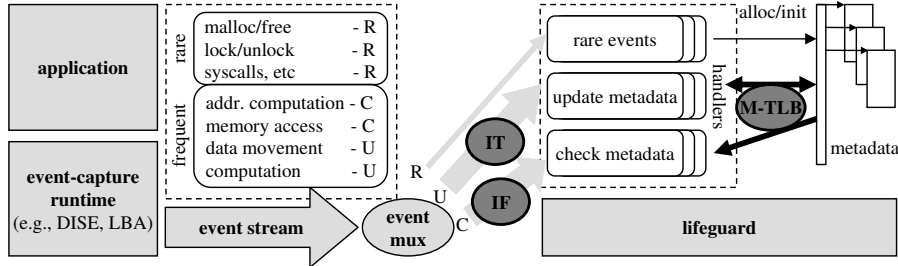 application
event-capture
runtime
(e.g., DISE, LBA)
rare
malloc/free - R
lock/unlock - R
syscalls, etc - R
frequent
addr. computation - C
memory access - C
data movement - U
computation - U
event stream
event
mux
R
U
C
IT
IF
rare events
update metadata
check metadata
handlers
alloc/init
M-TLB
metadata
lifeguard